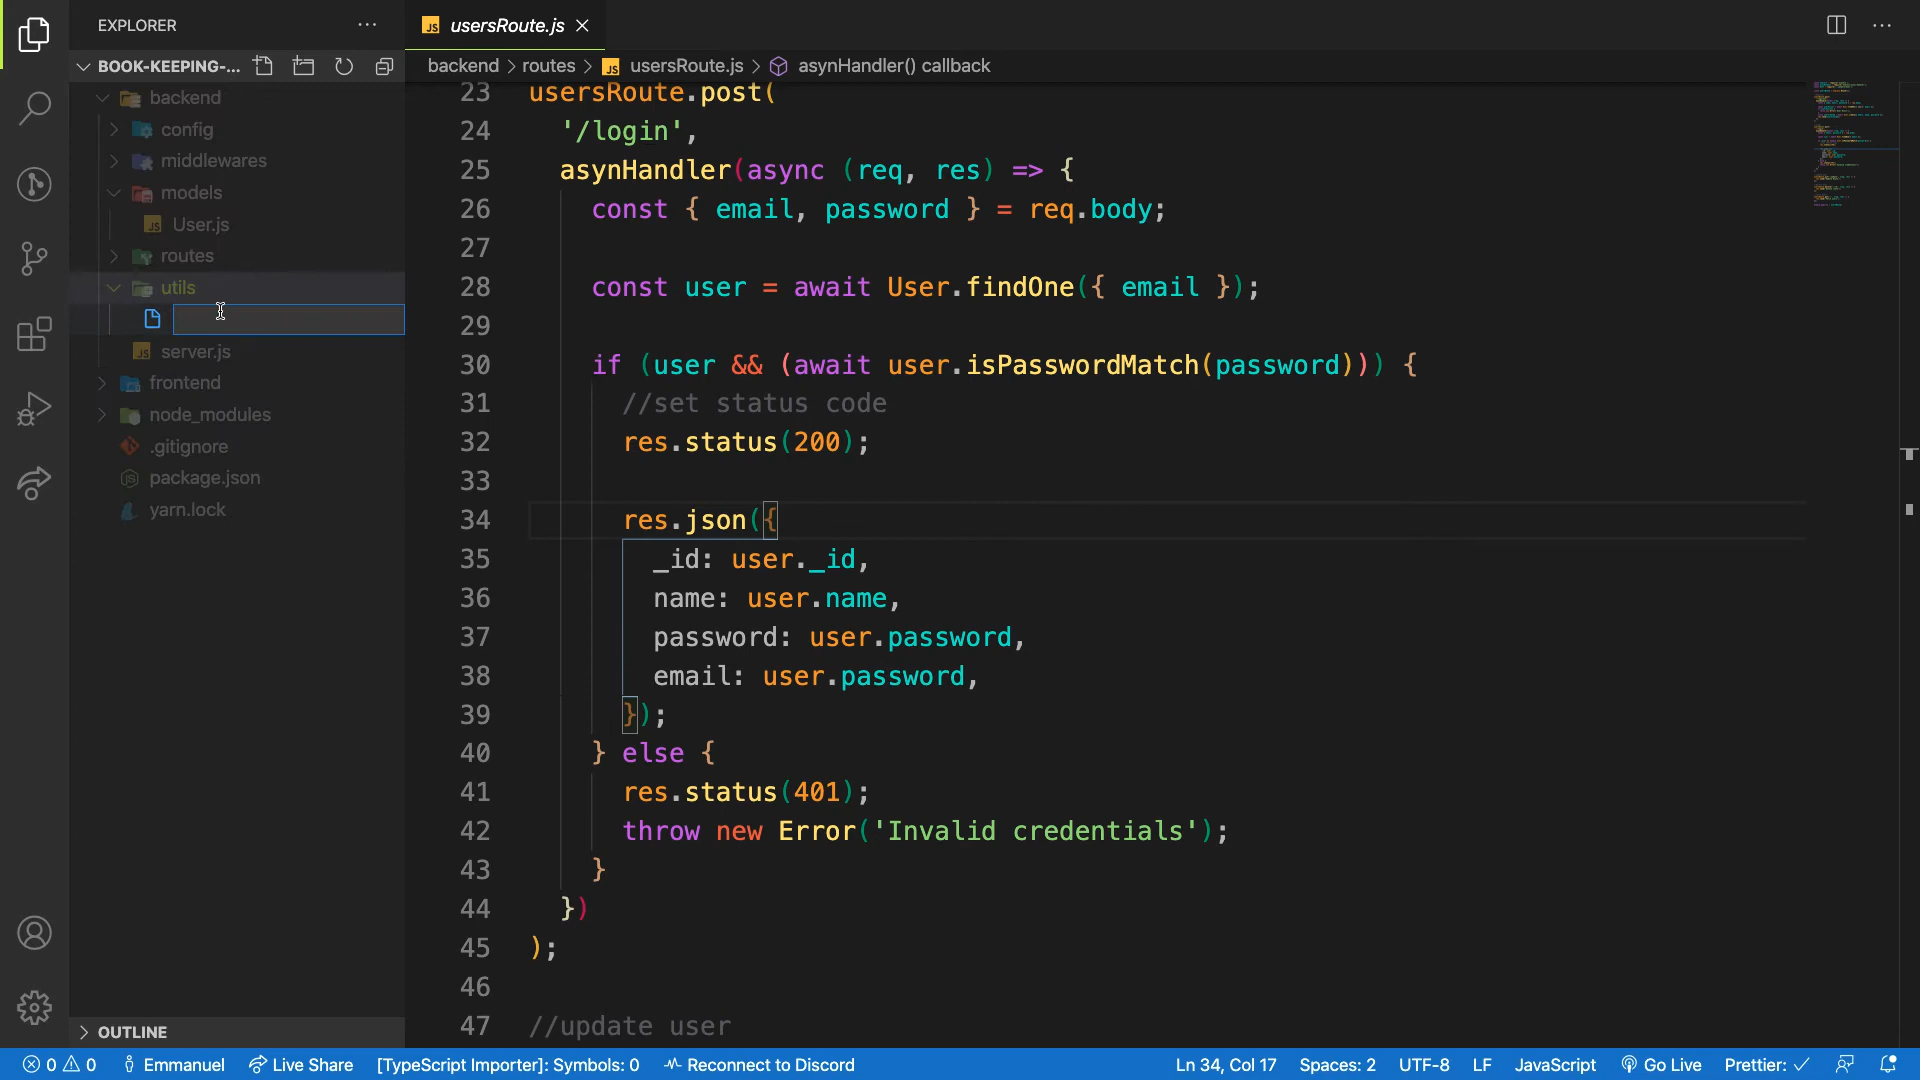 EXPLORER
BOOK-KEEPING-...
backend
config
middlewares
models
JS User.js
routes
utils
JS server.js
frontend
node_modules
.gitignore
package.json
yarn.lock
OUTLINE
JS usersRoute.js
backend > routes > JS usersRoute.js > asynHandler() callback
23 usersRoute.post(
24 '/login',
25 asynHandler(async (req, res) => {
26 const { email, password } = req.body;
27
28 const user = await User.findOne({ email });
29
30 if (user && (await user.isPasswordMatch(password))) {
31 //set status code
32 res.status(200);
33
34 res.json({
35 _id: user._id,
36 name: user.name,
37 password: user.password,
38 email: user.password,
39 });
40 } else {
41 res.status(401);
42 throw new Error('Invalid credentials');
43 }
44 })
45 );
46
47 //update user
0 0 Emmanuel Live Share [TypeScript Importer]: Symbols: 0 Reconnect to Discord Ln 34, Col 17 Spaces: 2 UTF-8 LF JavaScript Go Live Prettier: ✓